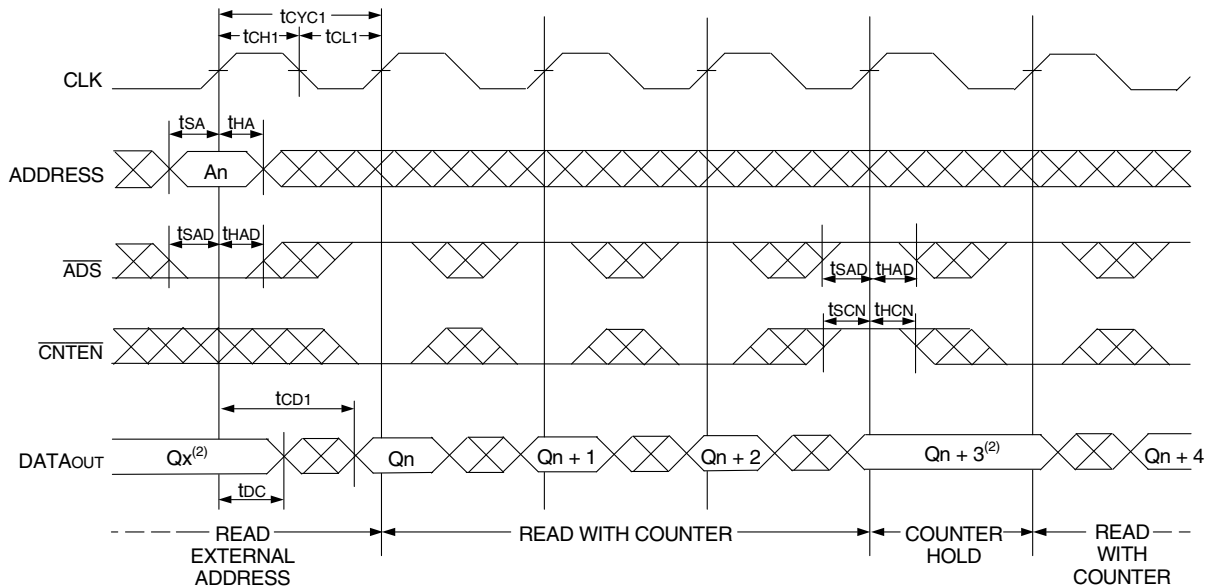 tCYC1
tCH1 tCL1
CLK
tSA tHA
ADDRESS An
tSAD tHAD
ADS tSAD tHAD
tSCN tHCN
CNTEN
tCD1
DATAOUT Qx(2) Qn Qn + 1 Qn + 2 Qn + 3(2) Qn + 4
tDC
READ EXTERNAL ADDRESS
READ WITH COUNTER
COUNTER HOLD
READ WITH COUNTER